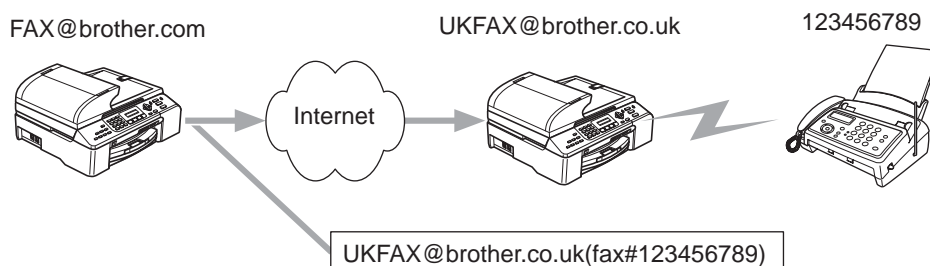 FAX@brother.com
UKFAX@brother.co.uk
123456789
Internet
UKFAX@brother.co.uk(fax#123456789)